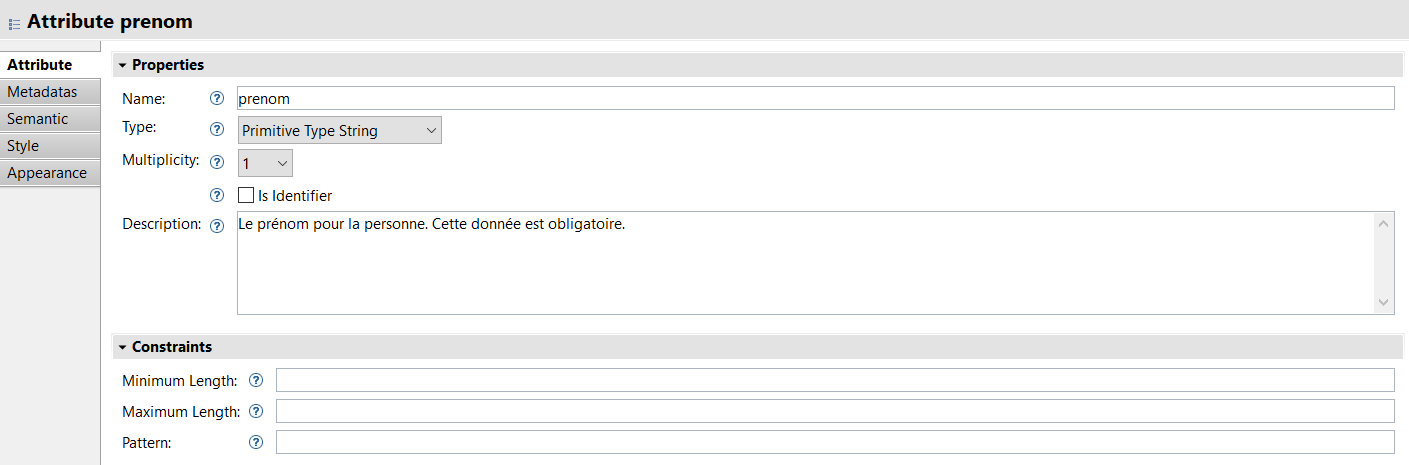 Attribute prenom
Attribute
Metadatas
Semantic
Style
Appearance
Properties
Name: ? prenom
Type: ? Primitive Type String
Multiplicity: ? 1
? Is Identifier
Description: ? Le prénom pour la personne. Cette donnée est obligatoire.
Constraints
Minimum Length: ?
Maximum Length: ?
Pattern: ?